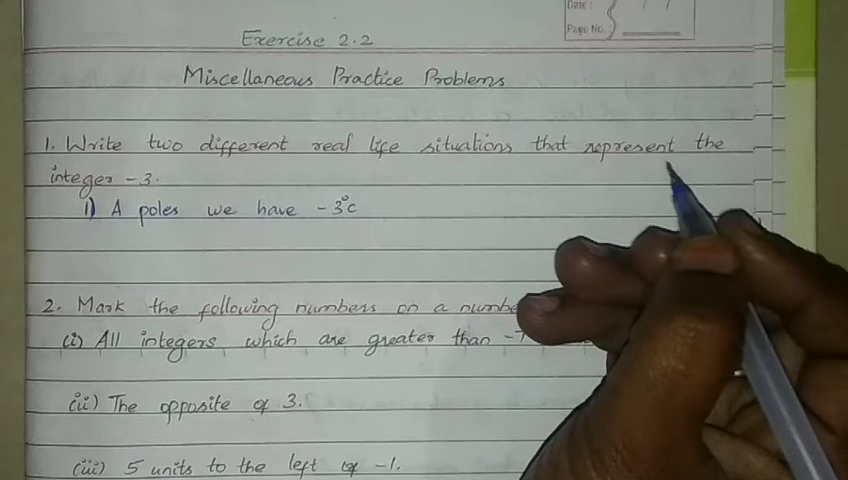 Date :
Page No.
Exercise 2.2
Miscellaneous Practice Problems
1. Write two different real life situations that represent the
integer -3.
1) A poles we have -3°c
2. Mark the following numbers on a numbe
(i) All integers which are greater than -7
(ii) The opposite of 3.
(iii) 5 units to the left of -1.